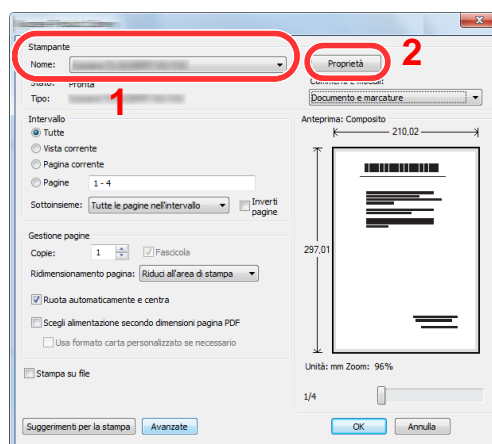 Stampante
Nome:
Proprietà
2
Stato: Pronta
Commenti e moduli:
Tipo:
1
Documento e marcature
Intervallo
Tutte
Vista corrente
Pagina corrente
Pagine 1 - 4
Sottoinsieme: Tutte le pagine nell'intervallo
Inverti pagine
Anteprima: Composito
210,02
297,01
Gestione pagine
Copie: 1 Fascicola
Ridimensionamento pagina: Riduci all'area di stampa
Ruota automaticamente e centra
Scegli alimentazione secondo dimensioni pagina PDF
Usa formato carta personalizzato se necessario
Stampa su file
Unità: mm Zoom: 96%
1/4
Suggerimenti per la stampa
Avanzate
OK
Annulla